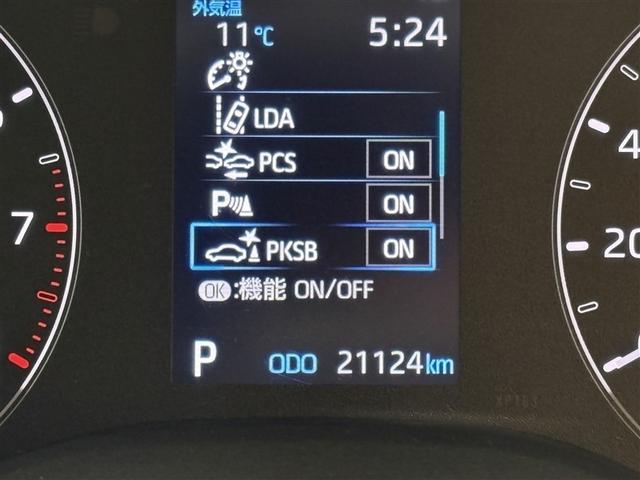 外気温
11℃ 5:24
LDA
PCS ON
P ON
PKSB ON
OK:機能 ON/OFF
P ODO 21124km
7
4
20